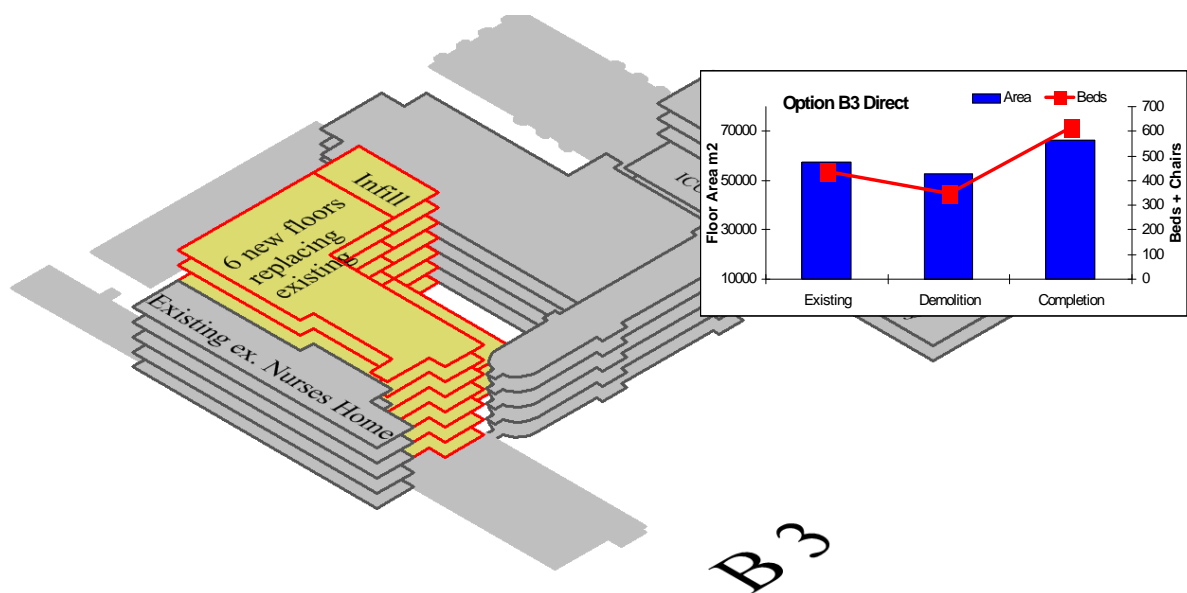 Infill
6 new floors
replacing
existing
Existing ex. Nurses Home
ICU
Option B3 Direct
Area
Beds
Floor Area m2
70000
50000
30000
10000
700
600
500
400
300
200
100
0
Beds + Chairs
Existing
Demolition
Completion
B 3